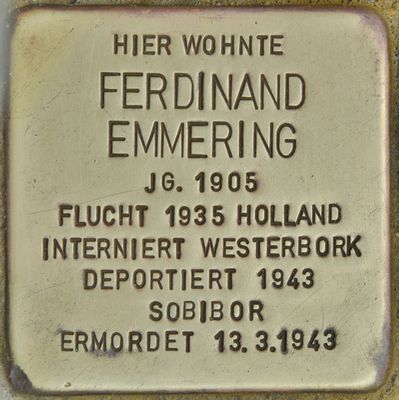 HIER WOHNTE
FERDINAND
EMMERING
JG. 1905
FLUCHT 1935 HOLLAND
INTERNIERT WESTERBORK
DEPORTIERT 1943
SOBIBOR
ERMORDET 13.3.1943